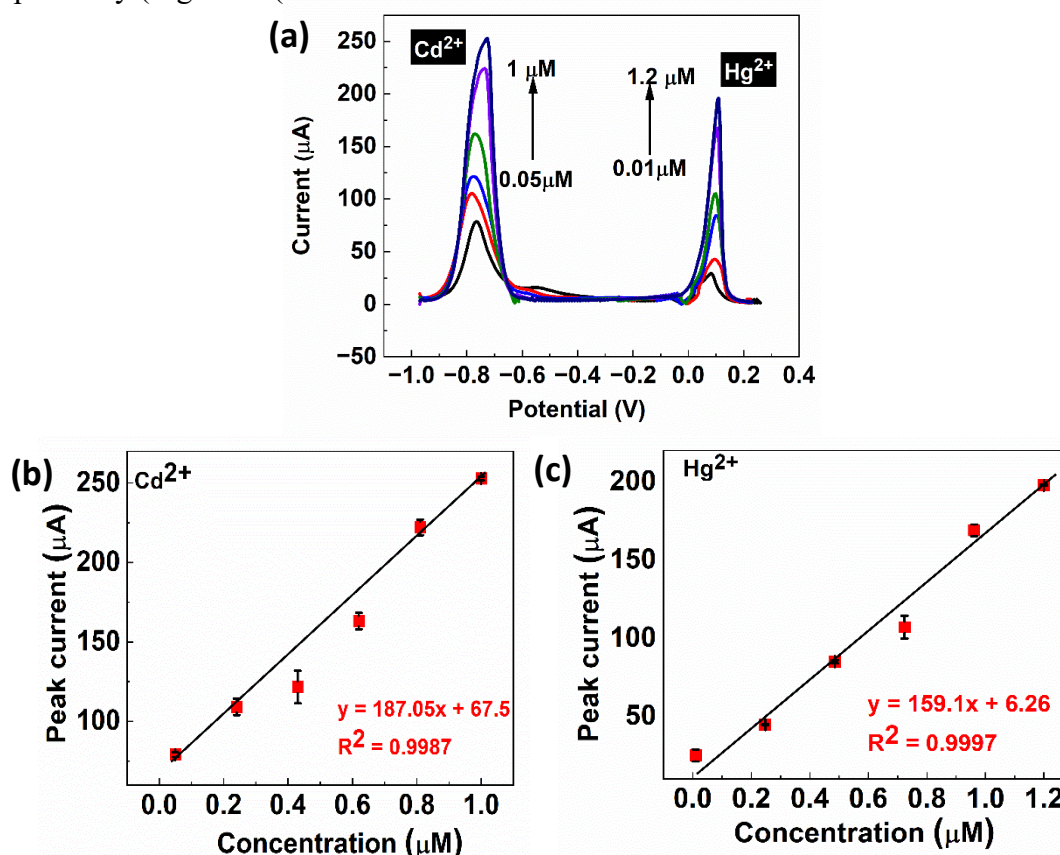 (a)
Cd2+
1 μM
0.05μM
1.2 μM
0.01μM
Hg2+
250
200
150
100
50
0
−50
Current (μA)
−1.0 −0.8 −0.6 −0.4 −0.2 0.0 0.2 0.4
Potential (V)
(b)
Cd2+
250
200
150
100
Peak current (μA)
y = 187.05x + 67.5
R2 = 0.9987
0.0 0.2 0.4 0.6 0.8 1.0
Concentration (μM)
(c)
Hg2+
200
150
100
50
Peak current (μA)
y = 159.1x + 6.26
R2 = 0.9997
0.0 0.2 0.4 0.6 0.8 1.0 1.2
Concentration (μM)